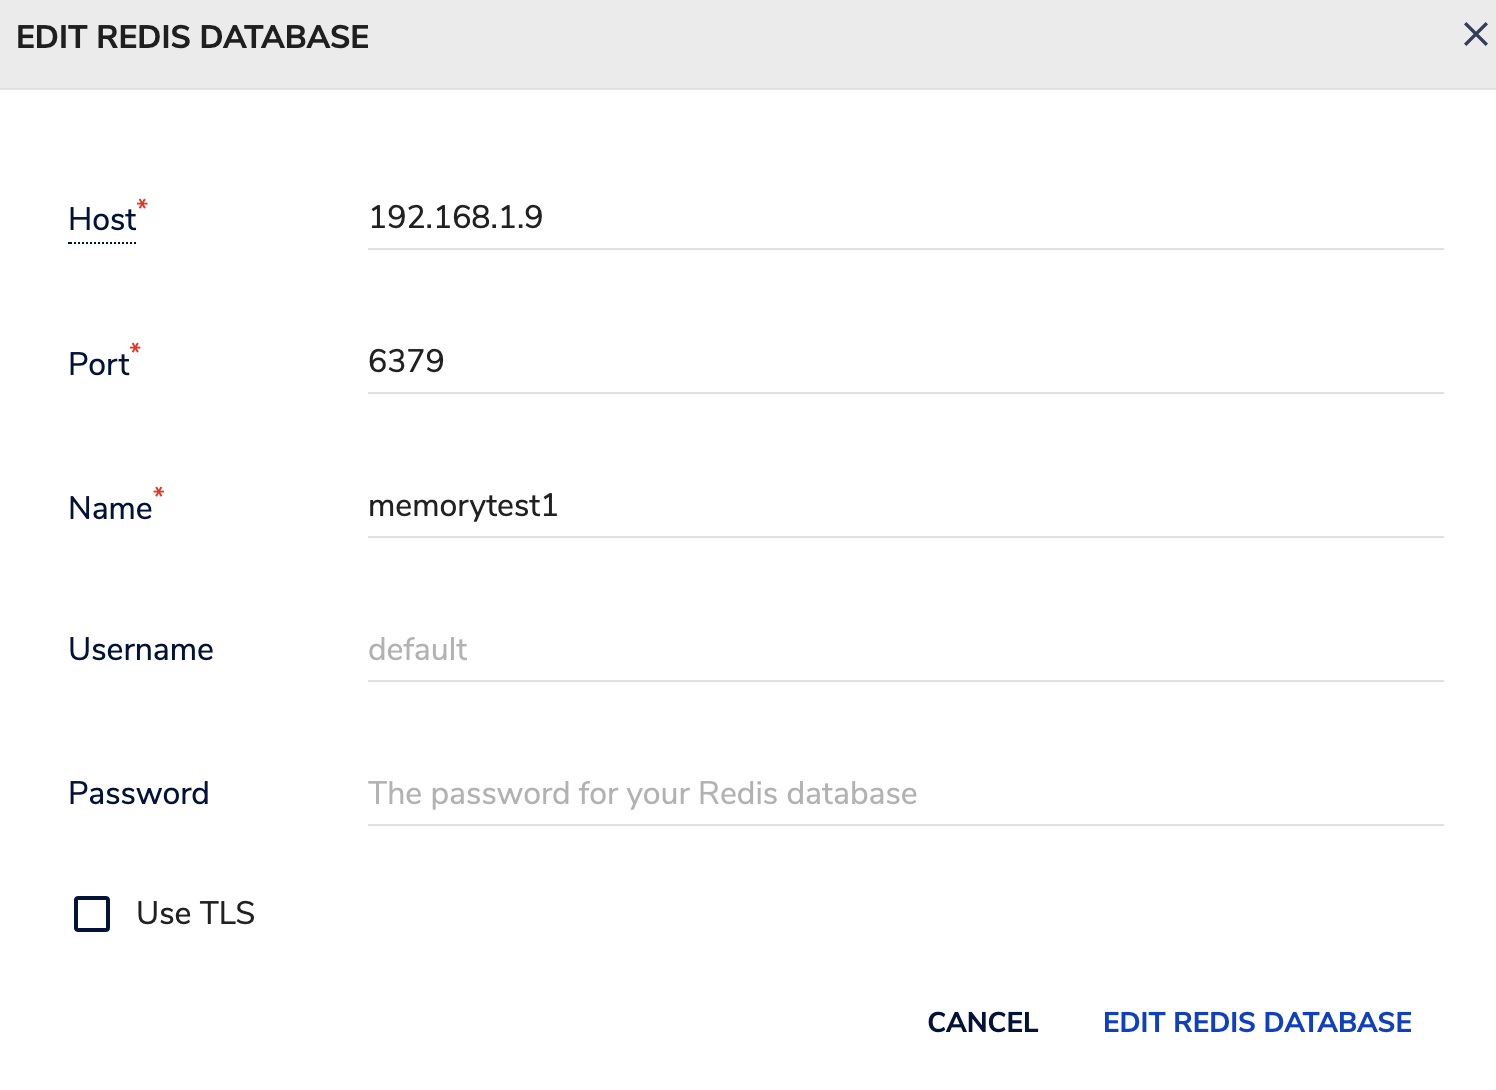 EDIT REDIS DATABASE
Host* 192.168.1.9
Port* 6379
Name* memorytest1
Username default
Password The password for your Redis database
Use TLS
CANCEL EDIT REDIS DATABASE